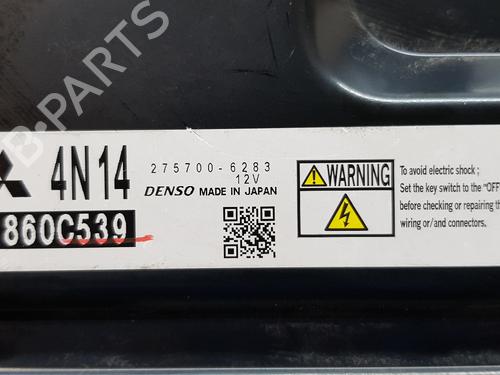 B-PARTS
4N14
860C539
275700-6283
12V
DENSO MADE IN JAPAN
WARNING
To avoid electric shock ;
Set the key switch to the "OFF
before checking or repairing th
wiring or/and connectors.